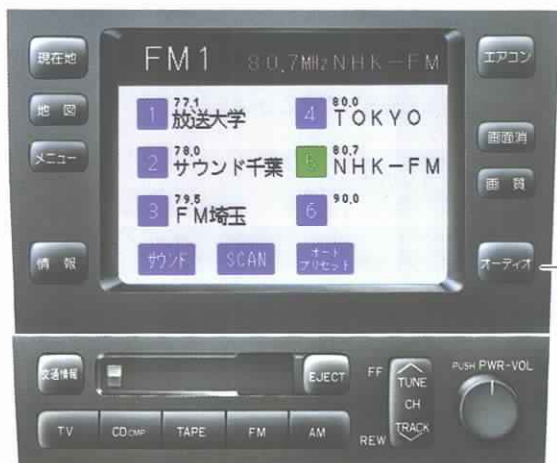 現在地
地図
メニュー
情報
FM1 80.7MHz NHK-FM
1 77.1 放送大学
4 80.0 TOKYO
2 78.0 サウンド千葉
5 80.7 NHK-FM
3 79.5 FM埼玉
6 90.0
サウンド
SCAN
オート
プリセット
エアコン
画面消
画質
オーディオ
交通情報
EJECT
FF
TUNE
CH
TRACK
REW
PUSH PWR-VOL
TV
CD CMP
TAPE
FM
AM